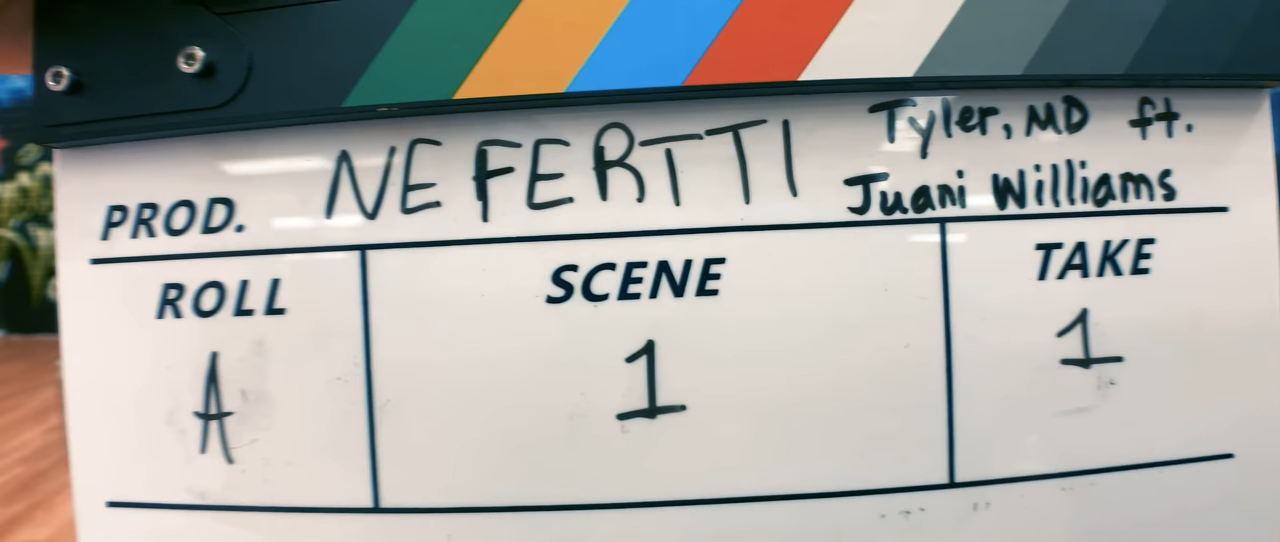 PROD. NEFERTTI Tyler, MD ft.
Juani Williams
ROLL SCENE TAKE
A 1 1